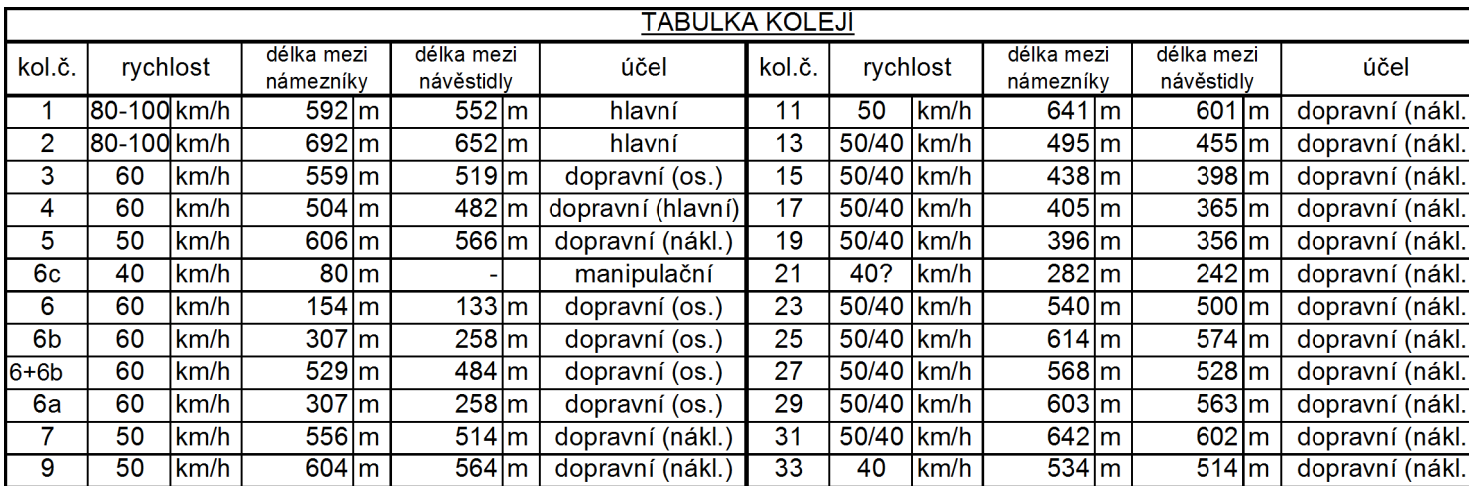 TABULKA KOLEJÍ
kol.č. rychlost délka mezi námezníky délka mezi návěstidly účel kol.č. rychlost délka mezi námezníky délka mezi návěstidly účel
1 80-100 km/h 592 m 552 m hlavní 11 50 km/h 641 m 601 m dopravní (nákl.
2 80-100 km/h 692 m 652 m hlavní 13 50/40 km/h 495 m 455 m dopravní (nákl.
3 60 km/h 559 m 519 m dopravní (os.) 15 50/40 km/h 438 m 398 m dopravní (nákl.
4 60 km/h 504 m 482 m dopravní (hlavní) 17 50/40 km/h 405 m 365 m dopravní (nákl.
5 50 km/h 606 m 566 m dopravní (nákl.) 19 50/40 km/h 396 m 356 m dopravní (nákl.
6c 40 km/h 80 m - manipulační 21 40? km/h 282 m 242 m dopravní (nákl.
6 60 km/h 154 m 133 m dopravní (os.) 23 50/40 km/h 540 m 500 m dopravní (nákl.
6b 60 km/h 307 m 258 m dopravní (os.) 25 50/40 km/h 614 m 574 m dopravní (nákl.
6+6b 60 km/h 529 m 484 m dopravní (os.) 27 50/40 km/h 568 m 528 m dopravní (nákl.
6a 60 km/h 307 m 258 m dopravní (os.) 29 50/40 km/h 603 m 563 m dopravní (nákl.
7 50 km/h 556 m 514 m dopravní (nákl.) 31 50/40 km/h 642 m 602 m dopravní (nákl.
9 50 km/h 604 m 564 m dopravní (nákl.) 33 40 km/h 534 m 514 m dopravní (nákl.